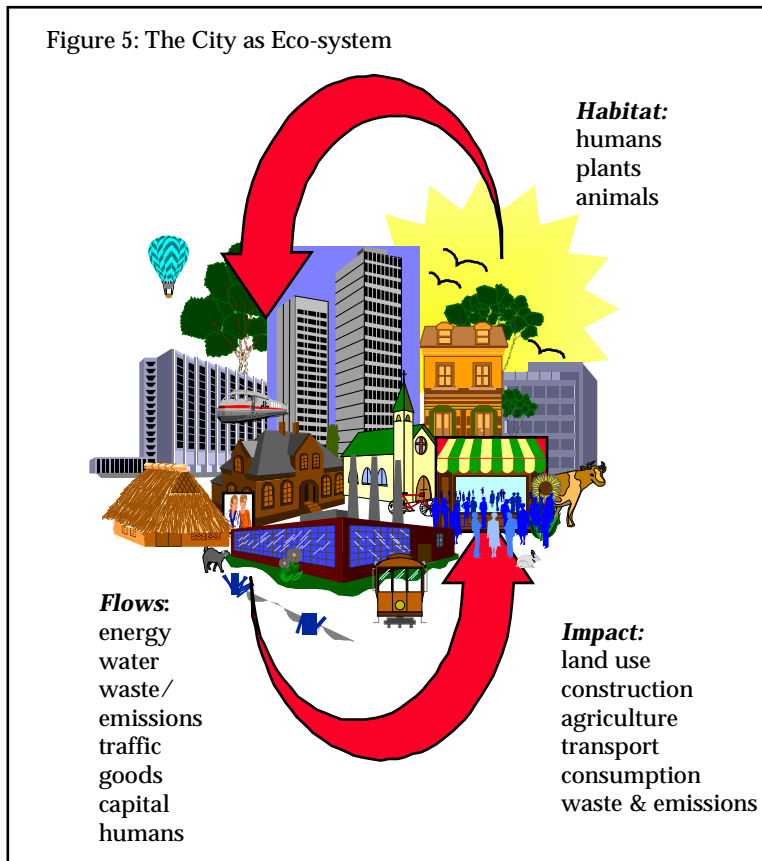 Figure 5: The City as Eco-system
Habitat:
humans
plants
animals
Flows:
energy
water
waste/
emissions
traffic
goods
capital
humans
Impact:
land use
construction
agriculture
transport
consumption
waste & emissions